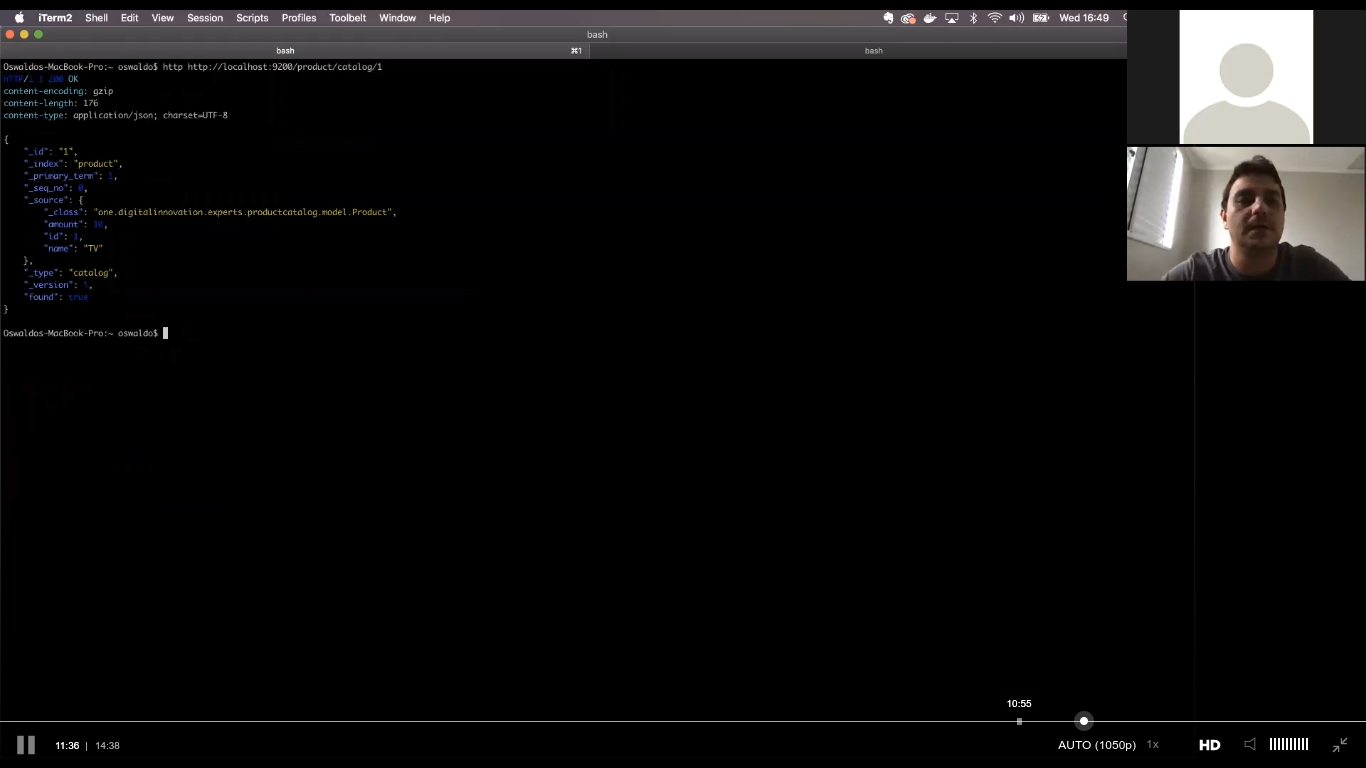 iTerm2 Shell Edit View Session Scripts Profiles Toolbelt Window Help Wed 16:49
bash
bash ⌘1 bash
Oswaldos-MacBook-Pro:~ oswaldo$ http http://localhost:9200/product/catalog/1
HTTP/1.1 200 OK
content-encoding: gzip
content-length: 176
content-type: application/json; charset=UTF-8
{
"_id": "1",
"_index": "product",
"_primary_term": 1,
"_seq_no": 0,
"_source": {
"_class": "one.digitalinnovation.experts.productcatalog.model.Product",
"amount": 10,
"id": 1,
"name": "TV"
},
"_type": "catalog",
"_version": 1,
"found": true
}
Oswaldos-MacBook-Pro:~ oswaldo$
10:55
11:36 | 14:38 AUTO (1050p) 1x HD